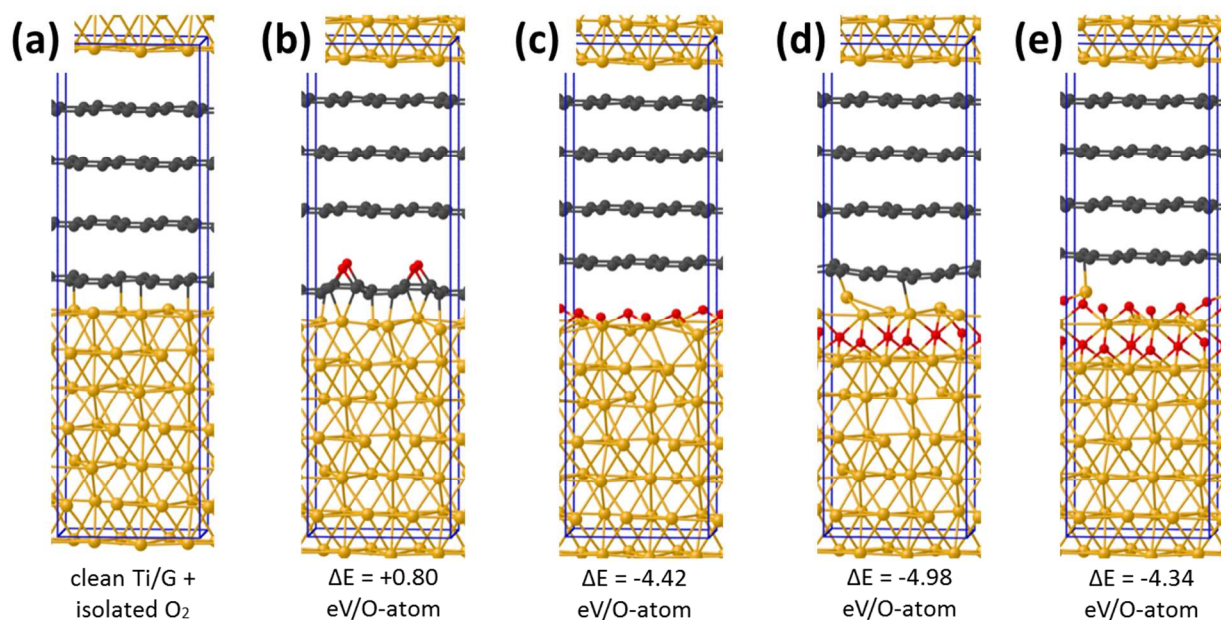 (a) (b) (c) (d) (e)
clean Ti/G +
isolated O₂
ΔE = +0.80
eV/O-atom
ΔE = -4.42
eV/O-atom
ΔE = -4.98
eV/O-atom
ΔE = -4.34
eV/O-atom